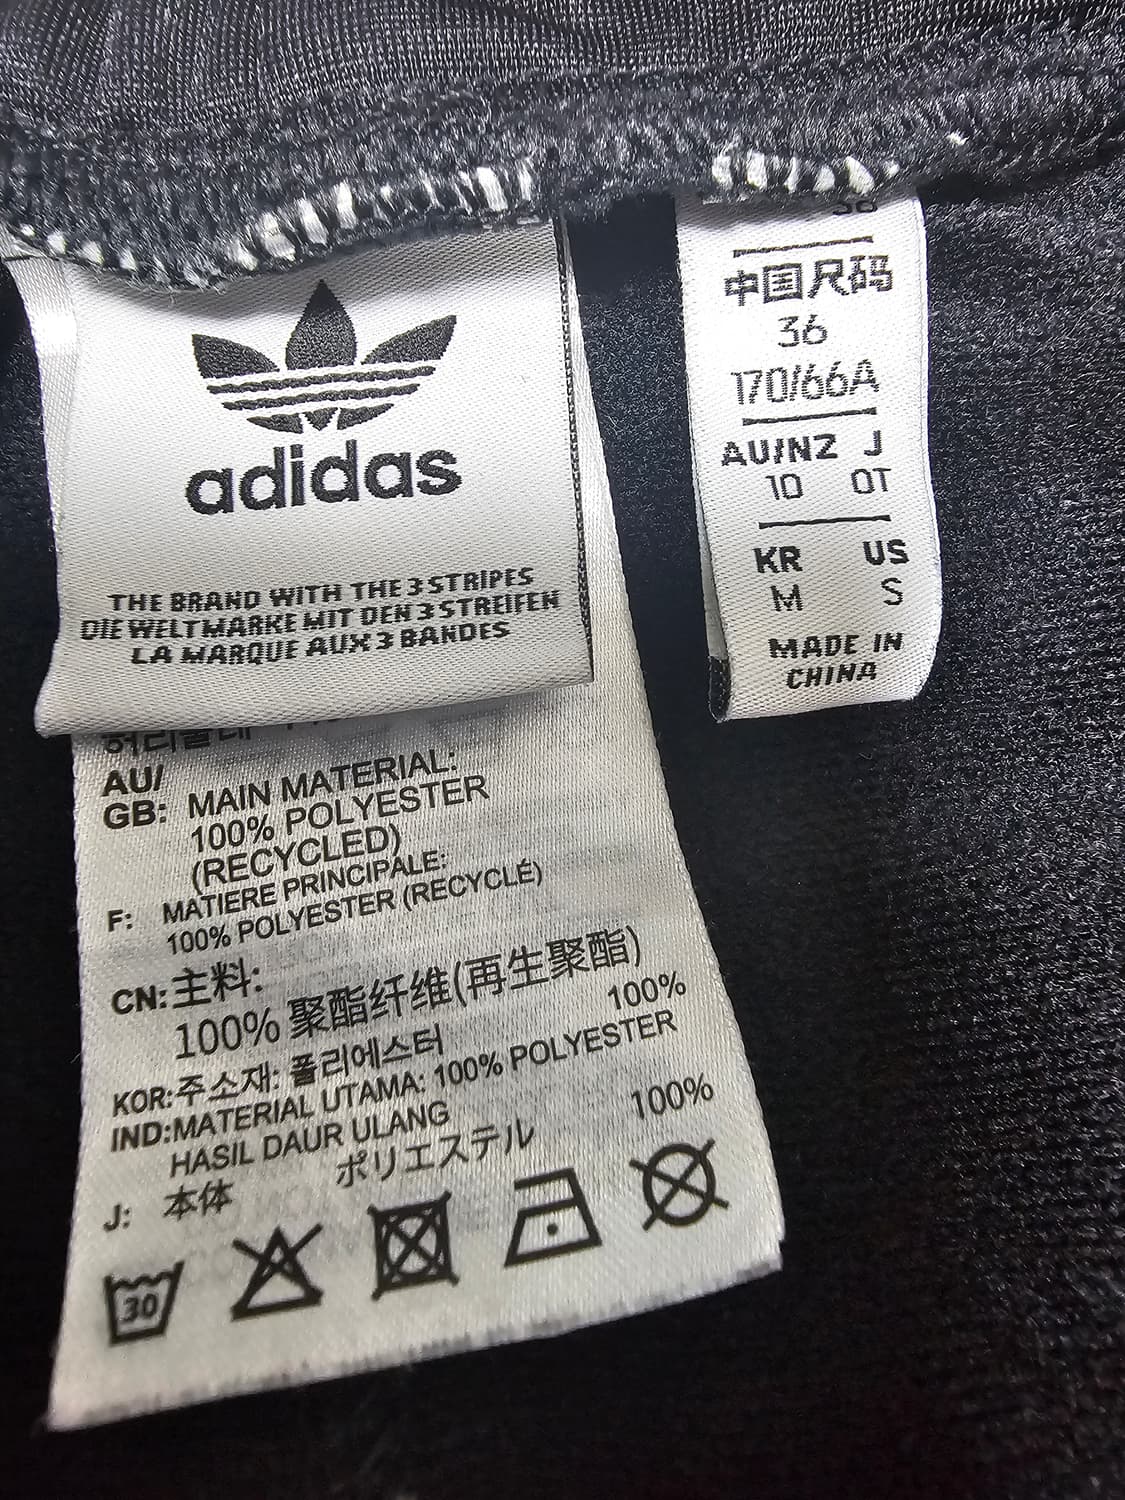 adidas
THE BRAND WITH THE 3 STRIPES
DIE WELTMARKE MIT DEN 3 STREIFEN
LA MARQUE AUX 3 BANDES
AU/
GB: MAIN MATERIAL:
100% POLYESTER
(RECYCLED)
F: MATIERE PRINCIPALE:
100% POLYESTER (RECYCLÉ)
CN: 主料:
100% 聚酯纤维(再生聚酯)
100%
KOR: 주소재: 폴리에스터
IND: MATERIAL UTAMA: 100% POLYESTER
HASIL DAUR ULANG
100%
J: 本体 ポリエステル
30
中国尺码
36
170/66A
AU/NZ J
10 OT
KR US
M S
MADE IN
CHINA